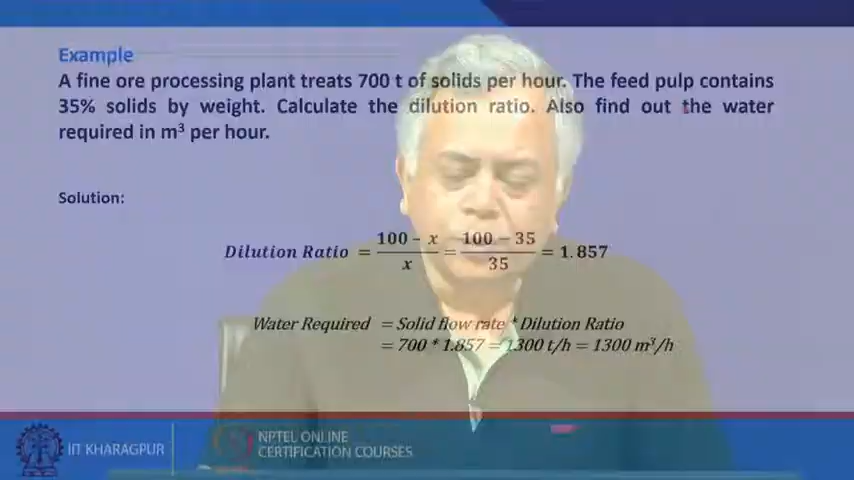 Example
A fine ore processing plant treats 700 t of solids per hour. The feed pulp contains
35% solids by weight. Calculate the dilution ratio. Also find out the water
required in m³ per hour.
Solution:
Dilution Ratio = (100 − x)/x = (100 − 35)/35 = 1.857
Water Required = Solid flow rate * Dilution Ratio
= 700 * 1.857 = 1300 t/h = 1300 m³/h
IIT KHARAGPUR
NPTEL ONLINE
CERTIFICATION COURSES